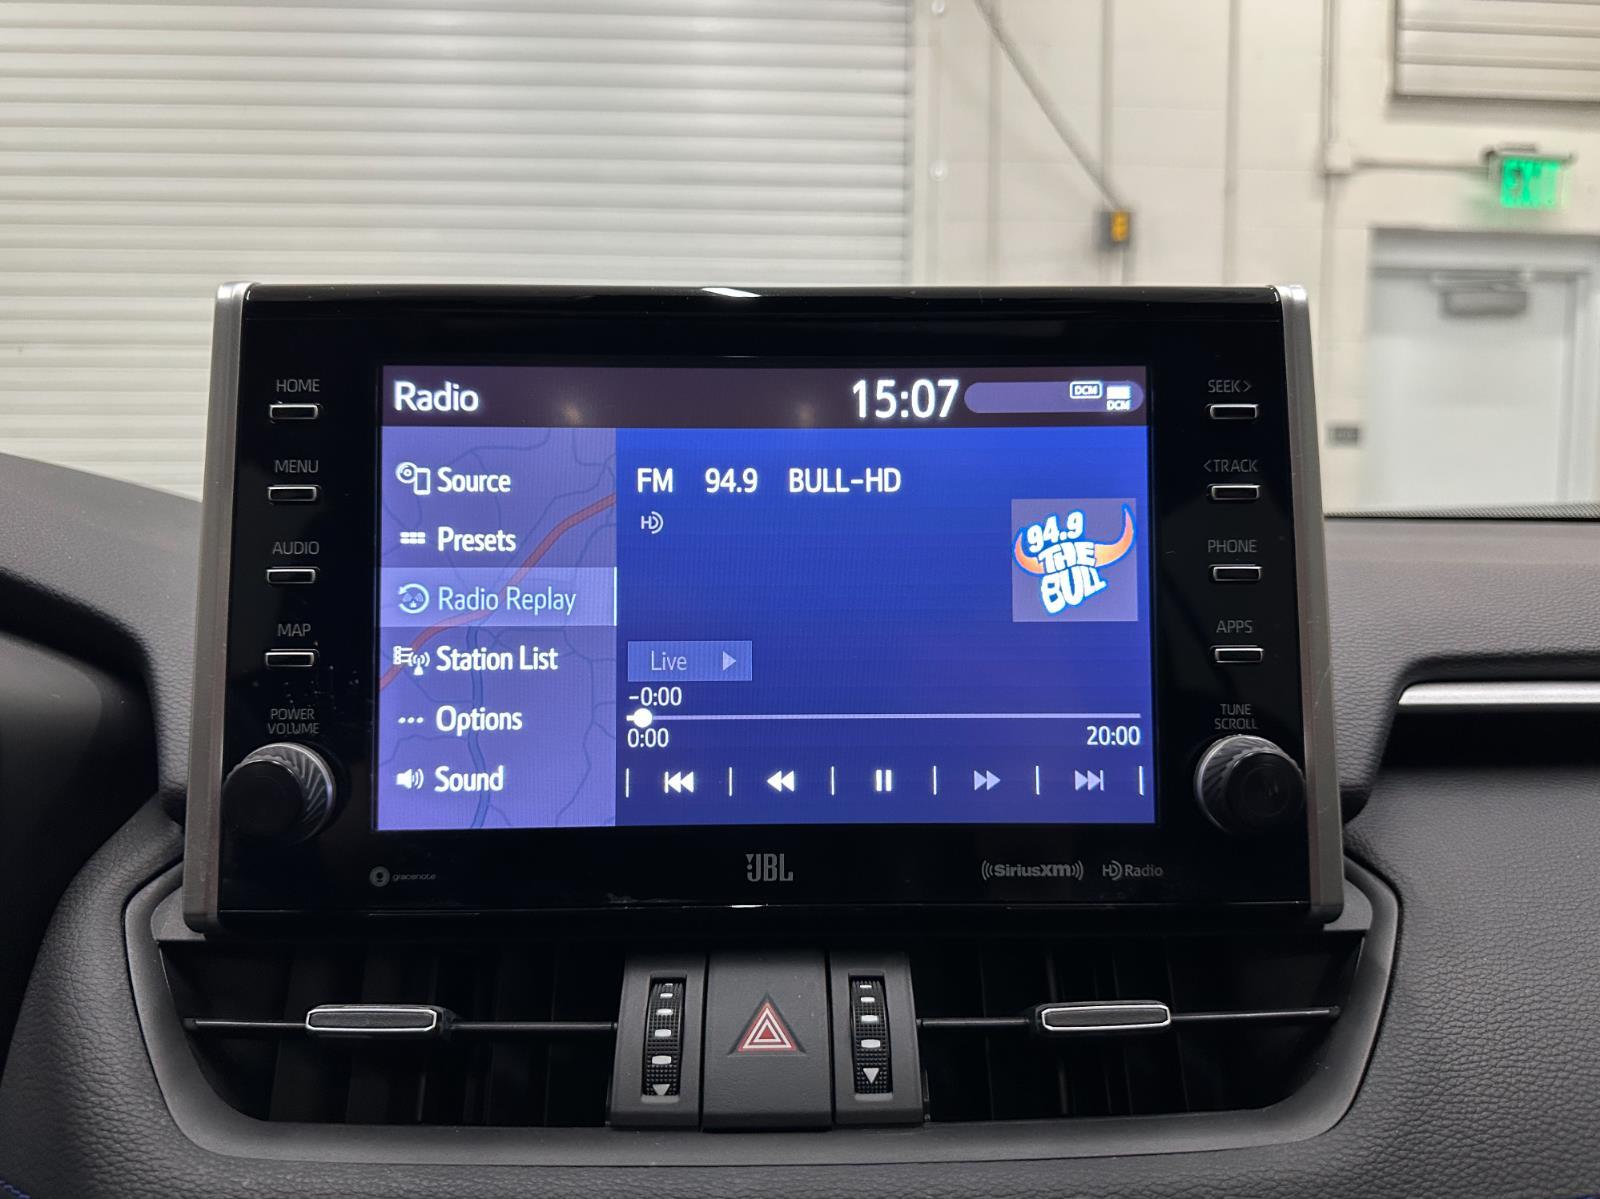 EXIT
HOME
MENU
AUDIO
MAP
POWER
VOLUME
Radio
15:07
DCM
DCM
Source
Presets
Radio Replay
Station List
Options
Sound
FM 94.9 BULL-HD
HD
94.9
THE
BULL
Live
-0:00
0:00
20:00
SEEK>
<TRACK
PHONE
APPS
TUNE
SCROLL
gracenote
JBL
((SiriusXM))
HD Radio